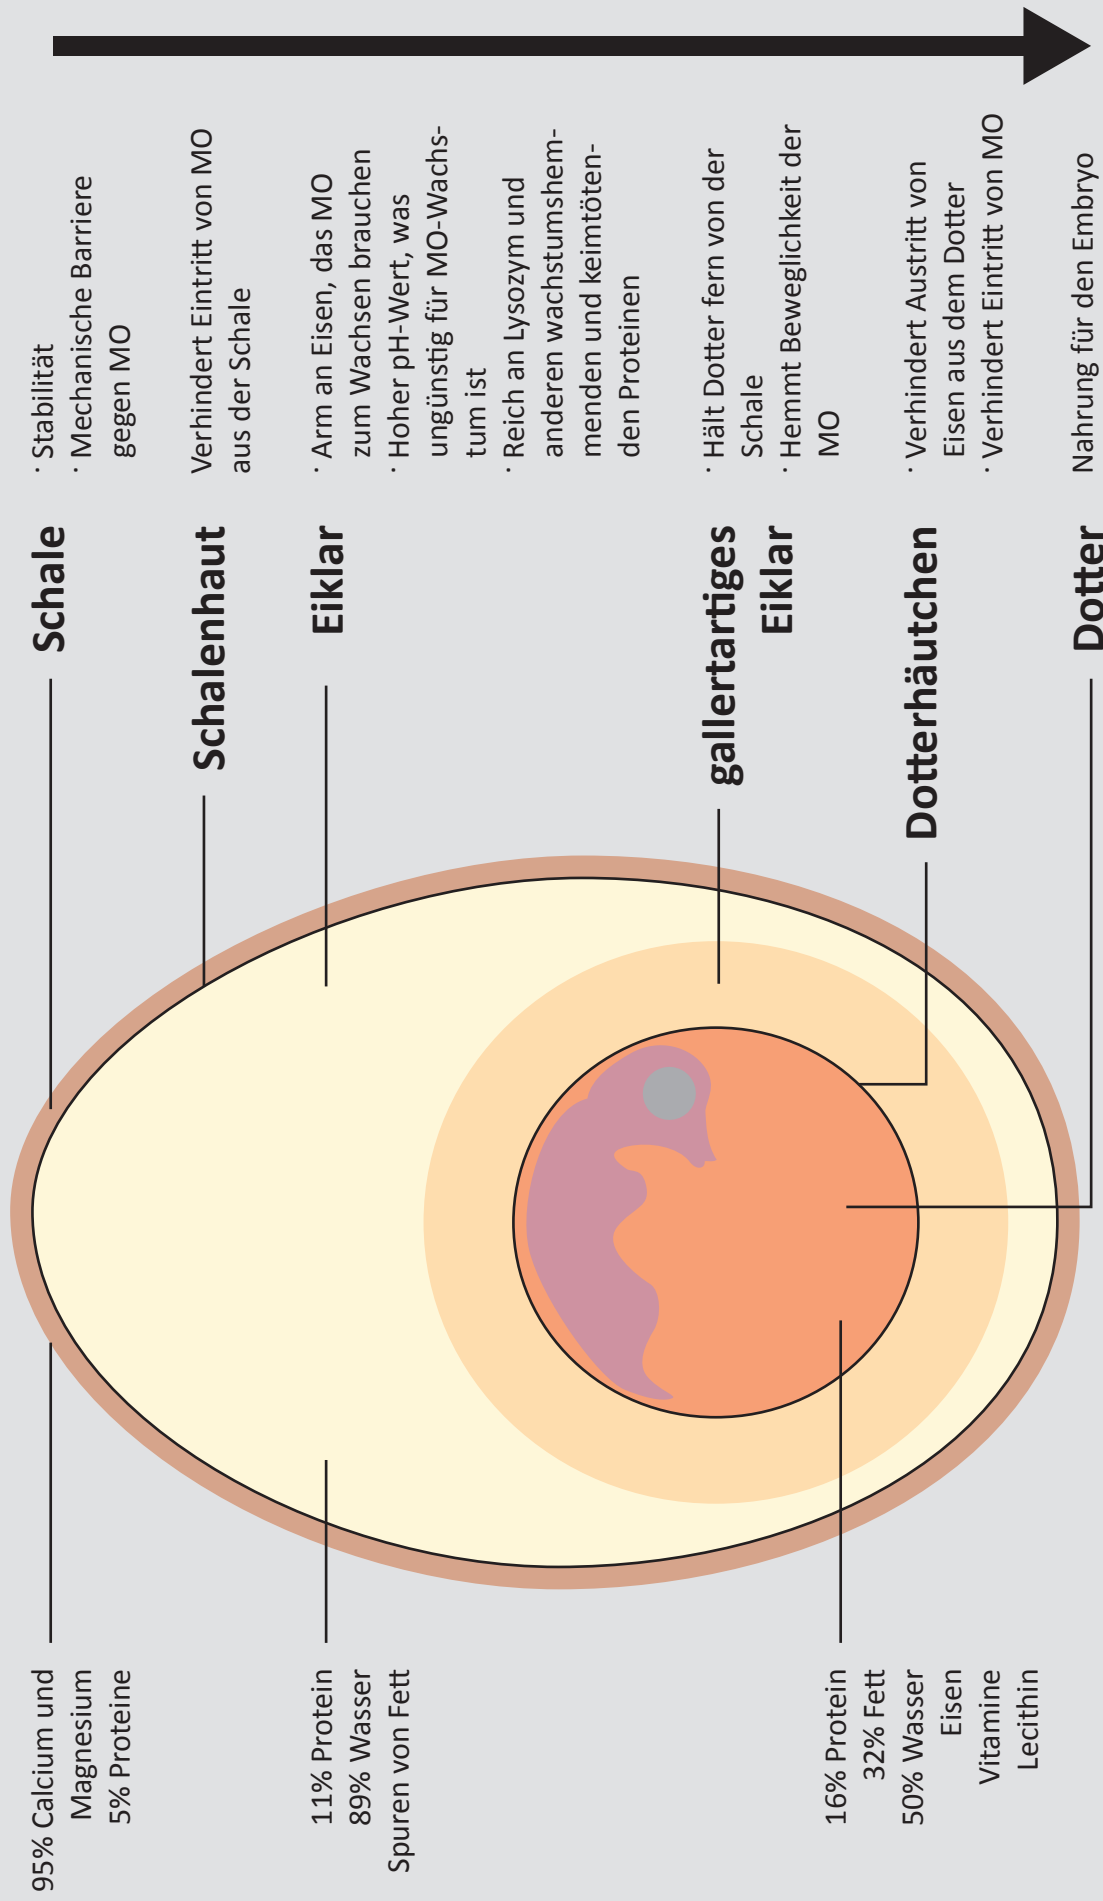 95% Calcium und
Magnesium
5% Proteine
11% Protein
89% Wasser
Spuren von Fett
16% Protein
32% Fett
50% Wasser
Eisen
Vitamine
Lecithin
Schale
· Stabilität
· Mechanische Barriere
gegen MO
Schalenhaut
Verhindert Eintritt von MO
aus der Schale
Eiklar
· Arm an Eisen, das MO
zum Wachsen brauchen
· Hoher pH-Wert, was
ungünstig für MO-Wachs-
tum ist
· Reich an Lysozym und
anderen wachstumshem-
menden und keimtöten-
den Proteinen
gallertartiges
Eiklar
· Hält Dotter fern von der
Schale
· Hemmt Beweglichkeit der
MO
Dotterhäutchen
· Verhindert Austritt von
Eisen aus dem Dotter
· Verhindert Eintritt von MO
Dotter
Nahrung für den Embryo